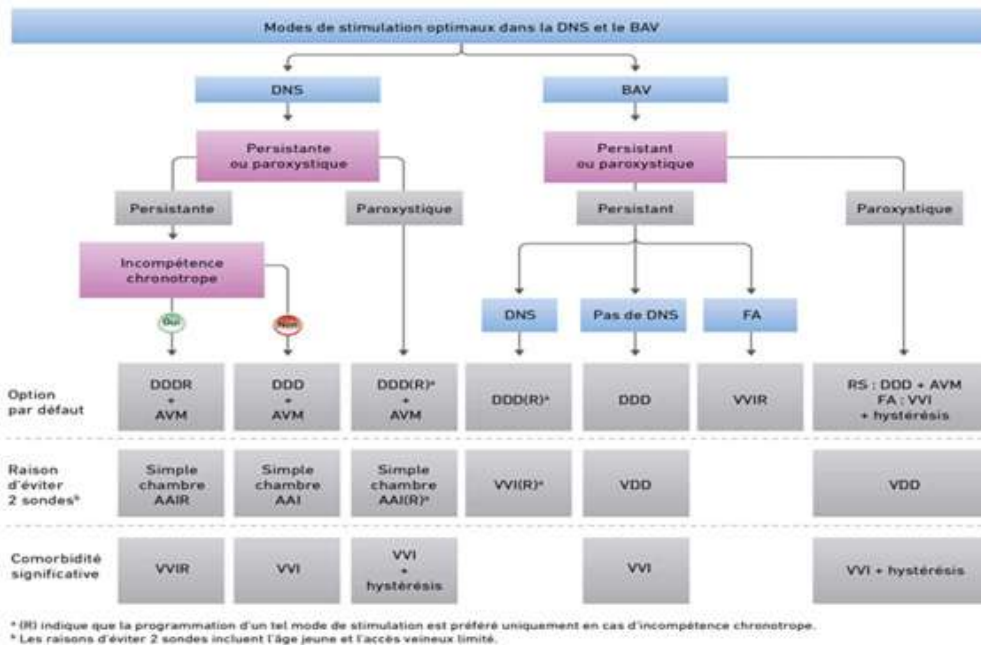 Modes de stimulation optimaux dans la DNS et le BAV
DNS
BAV
Persistante
ou paroxystique
Persistant
ou paroxystique
Persistante
Paroxystique
Persistant
Paroxystique
Incompétence
chronotrope
Oui
Non
DNS
Pas de DNS
FA
Option
par défaut
DDDR
+
AVM
DDD
+
AVM
DDD(R)ᵃ
+
AVM
DDD(R)ᵃ
DDD
VVIR
RS : DDD + AVM
FA : VVI
+ hystérésis
Raison
d'éviter
2 sondesᵇ
Simple
chambre
AAIR
Simple
chambre
AAI
Simple
chambre
AAI(R)ᵃ
VVI(R)ᵃ
VDD
VDD
Comorbidité
significative
VVIR
VVI
VVI
+
hystérésis
VVI
VVI + hystérésis
ᵃ (R) indique que la programmation d'un tel mode de stimulation est préféré uniquement en cas d'incompétence chronotrope.
ᵇ Les raisons d'éviter 2 sondes incluent l'âge jeune et l'accès veineux limité.